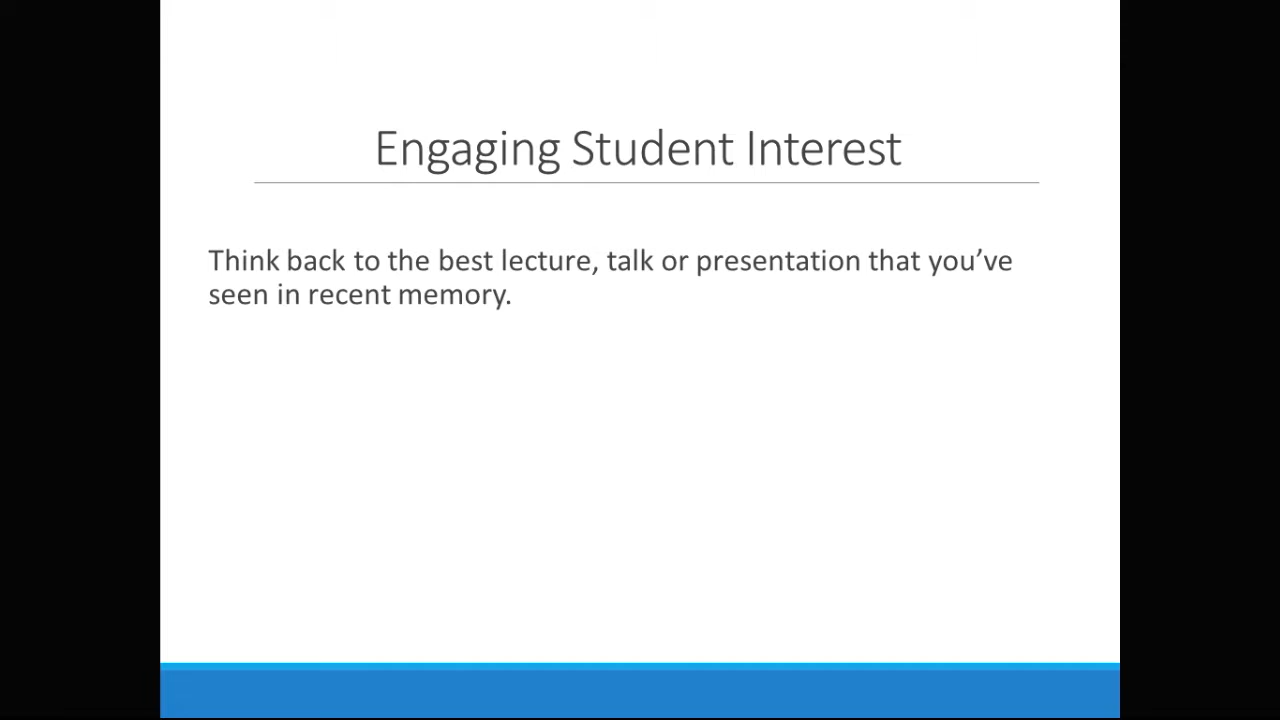 Engaging Student Interest
Think back to the best lecture, talk or presentation that you’ve
seen in recent memory.